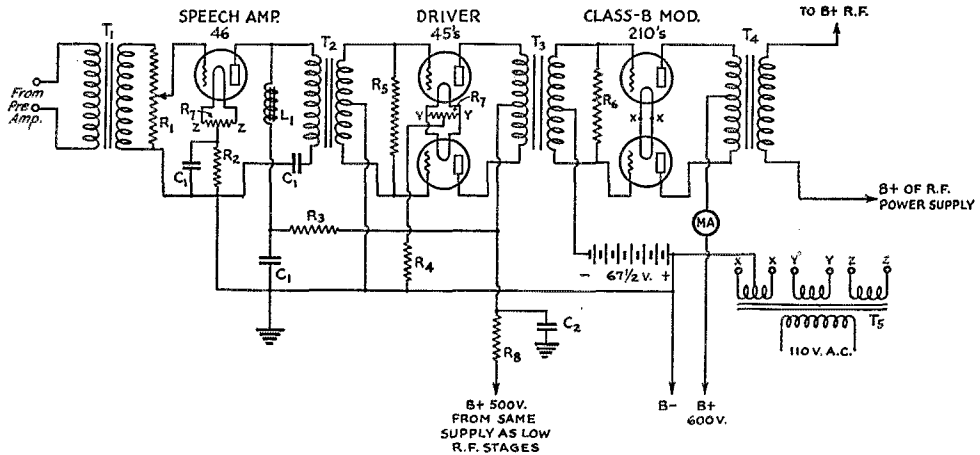 SPEECH AMP.
46
DRIVER
45's
CLASS-B MOD.
210's
TO B+ R.F.
T1
T2
T3
T4
From
Pre
Amp.
R1
R7
Z Z
L1
R5
Y Y
R7
R6
X X
C1
R2
C1
R3
R4
C1
B+ OF R.F.
POWER SUPPLY
MA
- 67½ V. +
X X Y Y Z Z
T5
110 V. A.C.
C2
R8
B+ 500V.
FROM SAME
SUPPLY AS LOW
R.F. STAGES
B-
B+
600V.